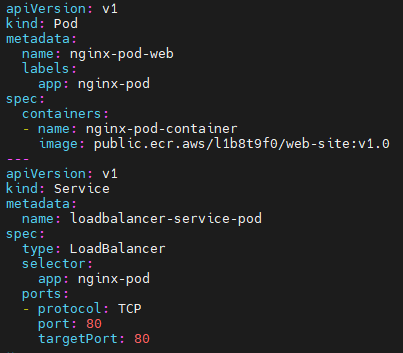 apiVersion: v1
kind: Pod
metadata:
  name: nginx-pod-web
  labels:
    app: nginx-pod
spec:
  containers:
  - name: nginx-pod-container
    image: public.ecr.aws/l1b8t9f0/web-site:v1.0
---
apiVersion: v1
kind: Service
metadata:
  name: loadbalancer-service-pod
spec:
  type: LoadBalancer
  selector:
    app: nginx-pod
  ports:
  - protocol: TCP
    port: 80
    targetPort: 80